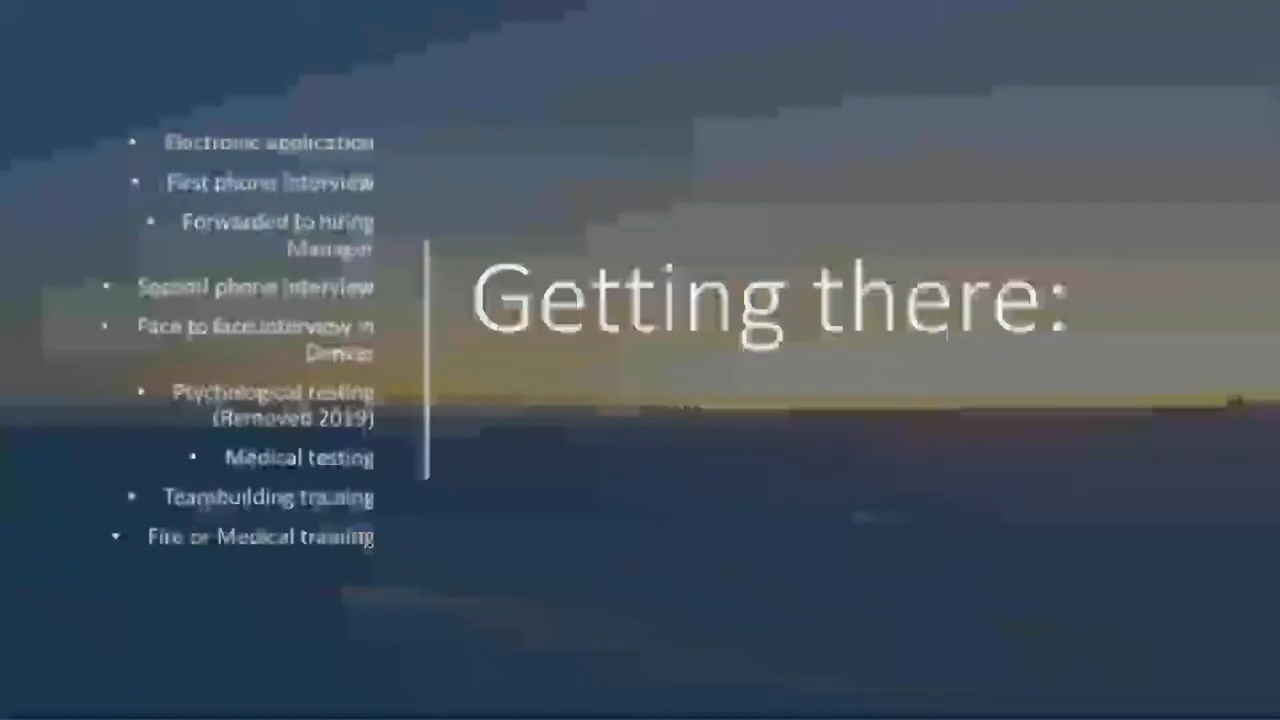 Getting there:
• Electronic application
• First phone interview
• Forwarded to hiring
Manager
• Second phone interview
• Face to face interview in
Denver
• Psychological testing
(Removed 2019)
• Medical testing
• Teambuilding training
• Fire or Medical training